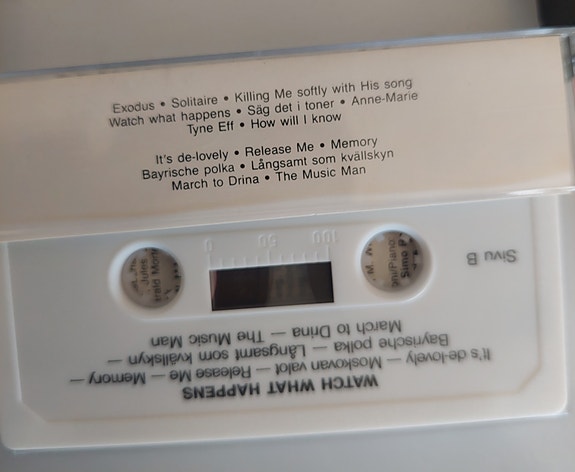 Exodus • Solitaire • Killing Me softly with His song
Watch what happens • Säg det i toner • Anne-Marie
Tyne Eff • How will I know
It's de-lovely • Release Me • Memory
Bayrische polka • Långsamt som kvällskyn
March to Drina • The Music Man
Sivu B
0 50 100
WATCH WHAT HAPPENS
It's de-lovely — Moskovan valot — Release Me — Memory —
Bayrische polka — Långsamt som kvällskyn —
March to Drina — The Music Man
Jules
M.
Simo P